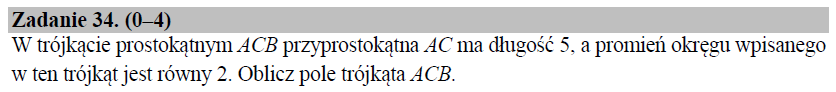 Zadanie 34. (0–4)
W trójkącie prostokątnym ACB przyprostokątna AC ma długość 5, a promień okręgu wpisanego
w ten trójkąt jest równy 2. Oblicz pole trójkąta ACB.